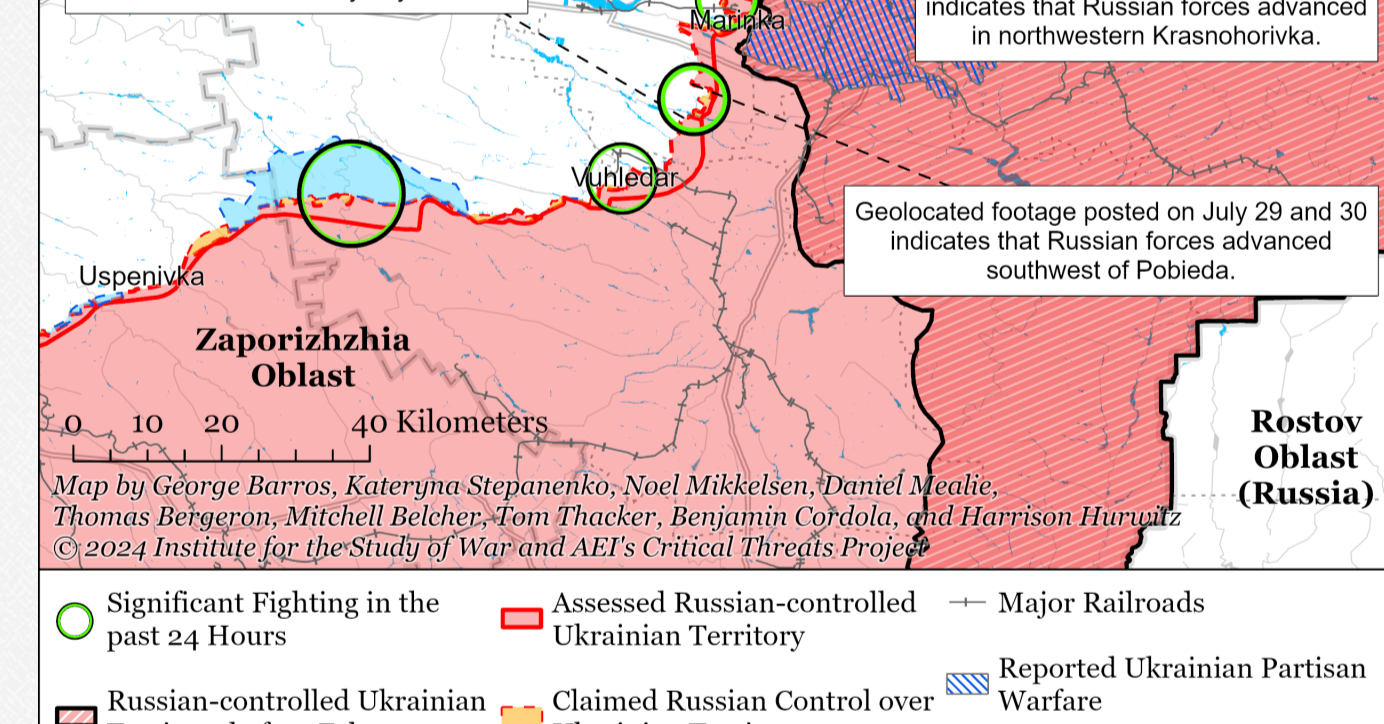 Marinka
indicates that Russian forces advanced
in northwestern Krasnohorivka.
Vuhledar
Geolocated footage posted on July 29 and 30
indicates that Russian forces advanced
southwest of Pobieda.
Uspenivka
Zaporizhzhia
Oblast
0 10 20 40 Kilometers
Rostov
Oblast
(Russia)
Map by George Barros, Kateryna Stepanenko, Noel Mikkelsen, Daniel Mealie,
Thomas Bergeron, Mitchell Belcher, Tom Thacker, Benjamin Cordola, and Harrison Hurwitz
© 2024 Institute for the Study of War and AEI's Critical Threats Project
Significant Fighting in the
past 24 Hours
Assessed Russian-controlled
Ukrainian Territory
Major Railroads
Reported Ukrainian Partisan
Warfare
Russian-controlled Ukrainian
Claimed Russian Control over